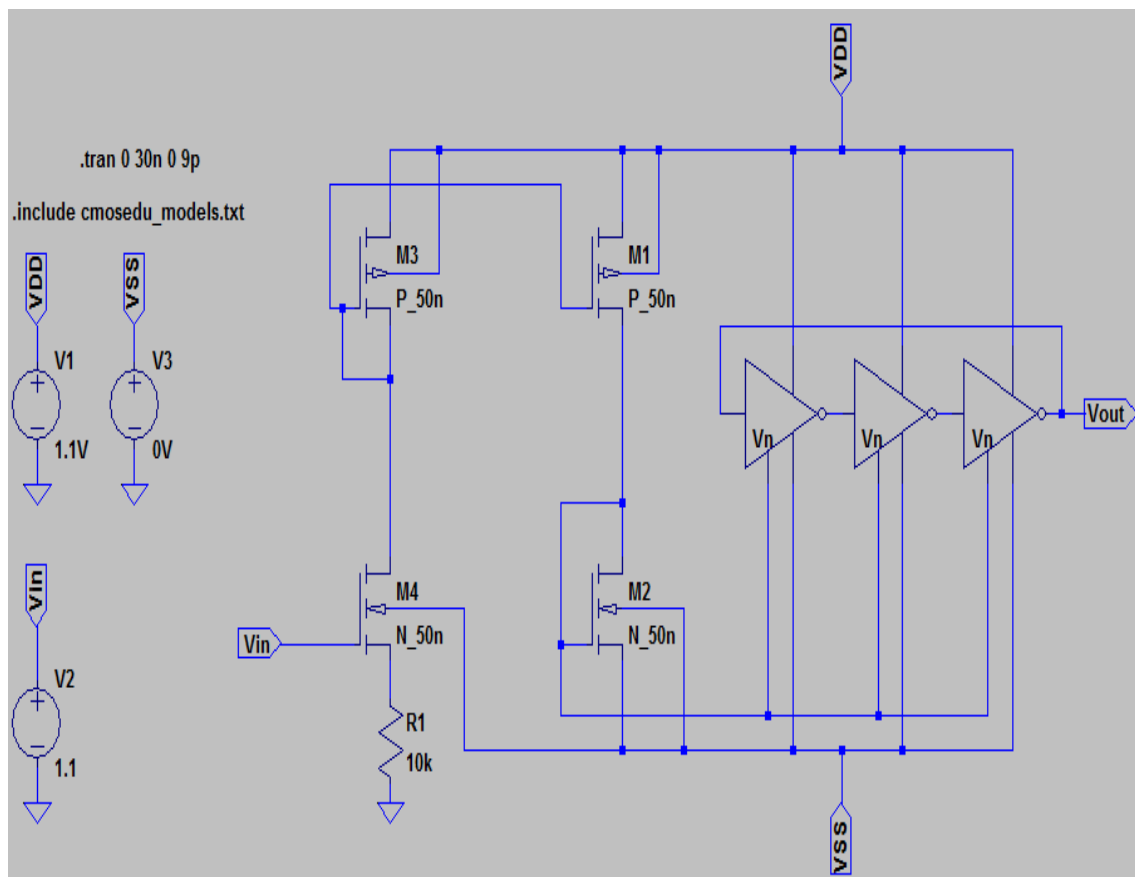 VDD
.tran 0 30n 0 9p
.include cmosedu_models.txt
M3
M1
P_50n
P_50n
VDD
VSS
V1
V3
1.1V
0V
Vn
Vn
Vn
Vout
Vin
M4
M2
Vin
N_50n
N_50n
V2
R1
10k
1.1
VSS